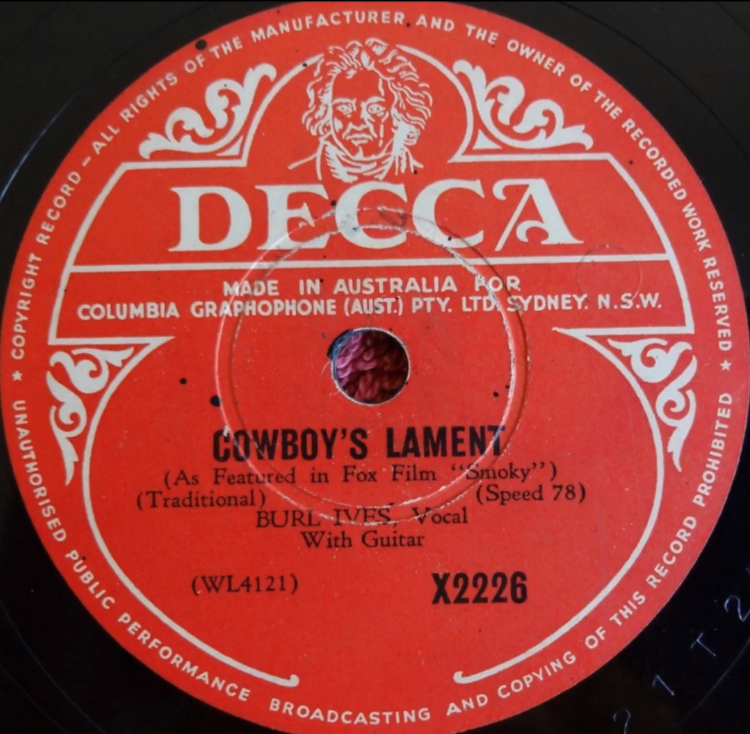 ★ COPYRIGHT RECORD – ALL RIGHTS OF THE MANUFACTURER AND THE OWNER OF THE RECORDED WORK RESERVED ★
DECCA
MADE IN AUSTRALIA FOR
COLUMBIA GRAPHOPHONE (AUST.) PTY. LTD. SYDNEY. N.S.W.
COWBOY'S LAMENT
(As Featured in Fox Film "Smoky")
(Traditional) (Speed 78)
BURL IVES, Vocal
With Guitar
(WL4121) X2226
UNAUTHORISED PUBLIC PERFORMANCE BROADCASTING AND COPYING OF THIS RECORD PROHIBITED